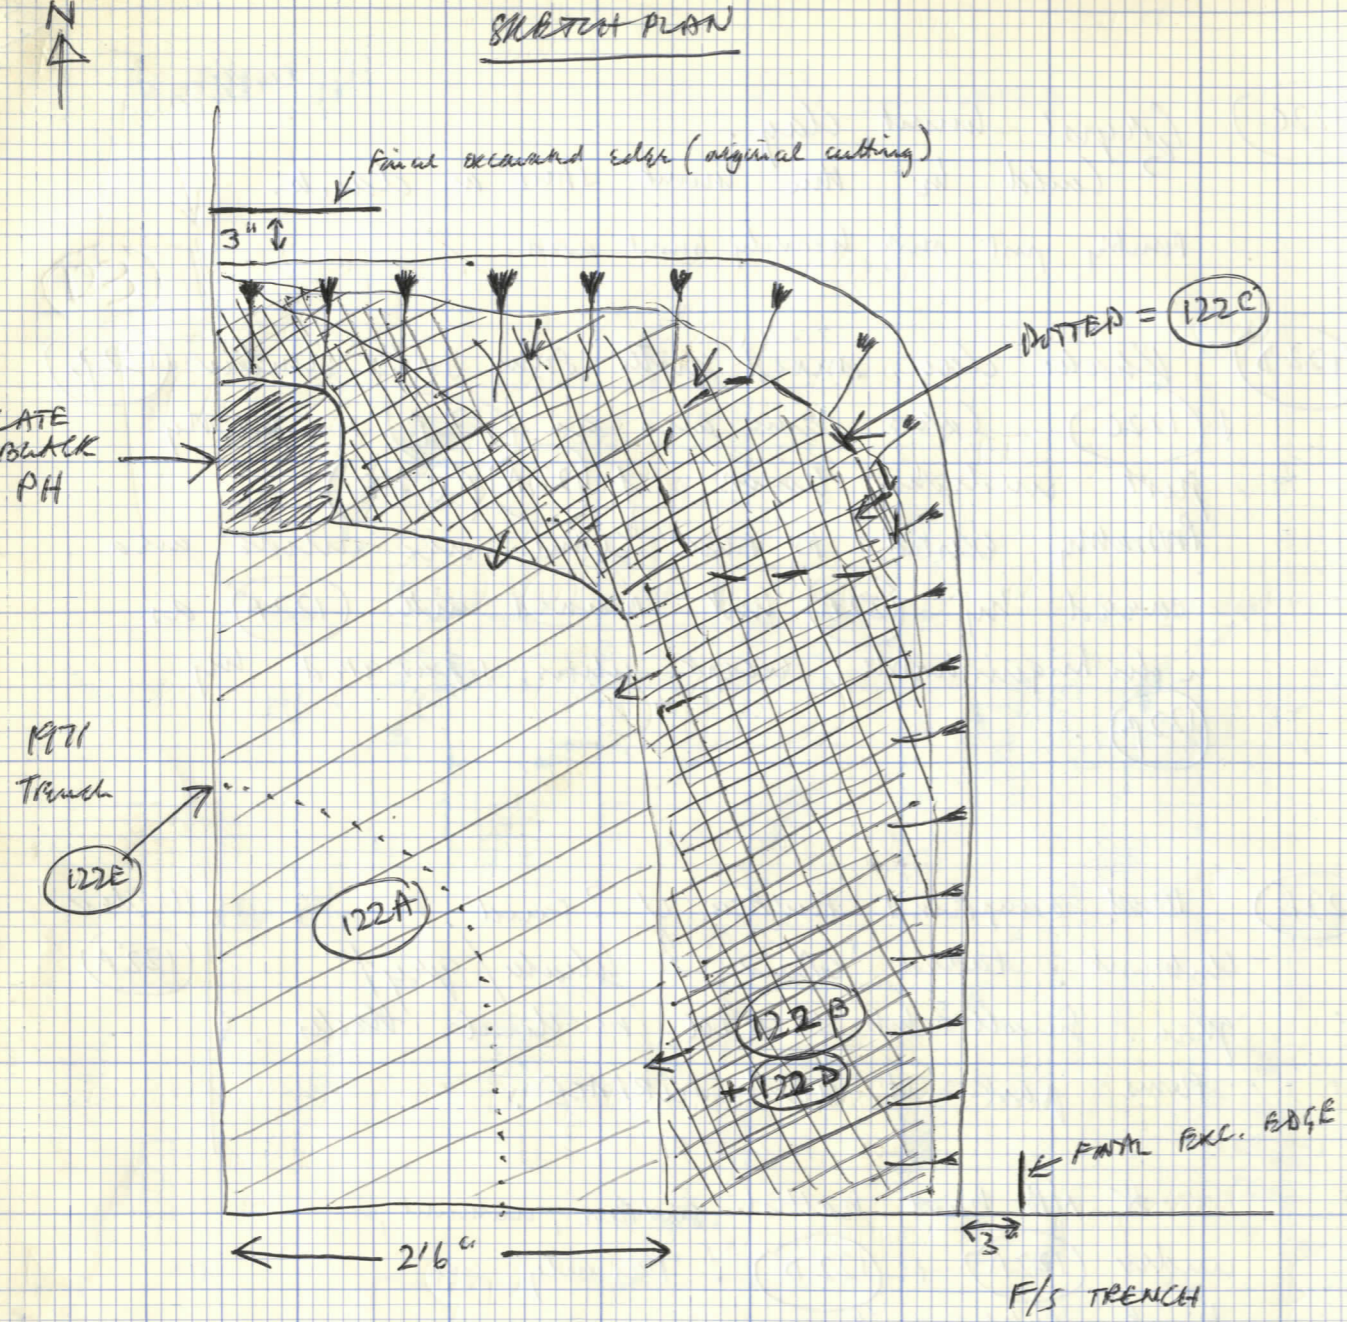 N
SKETCH PLAN
Final excavated edge (original cutting)
3"
DOTTED = 122C
LATE
BLACK
PH
1971
Trench
122E
122A
122B
+ 122D
FINAL EXC. EDGE
3"
2'6"
F/S TRENCH